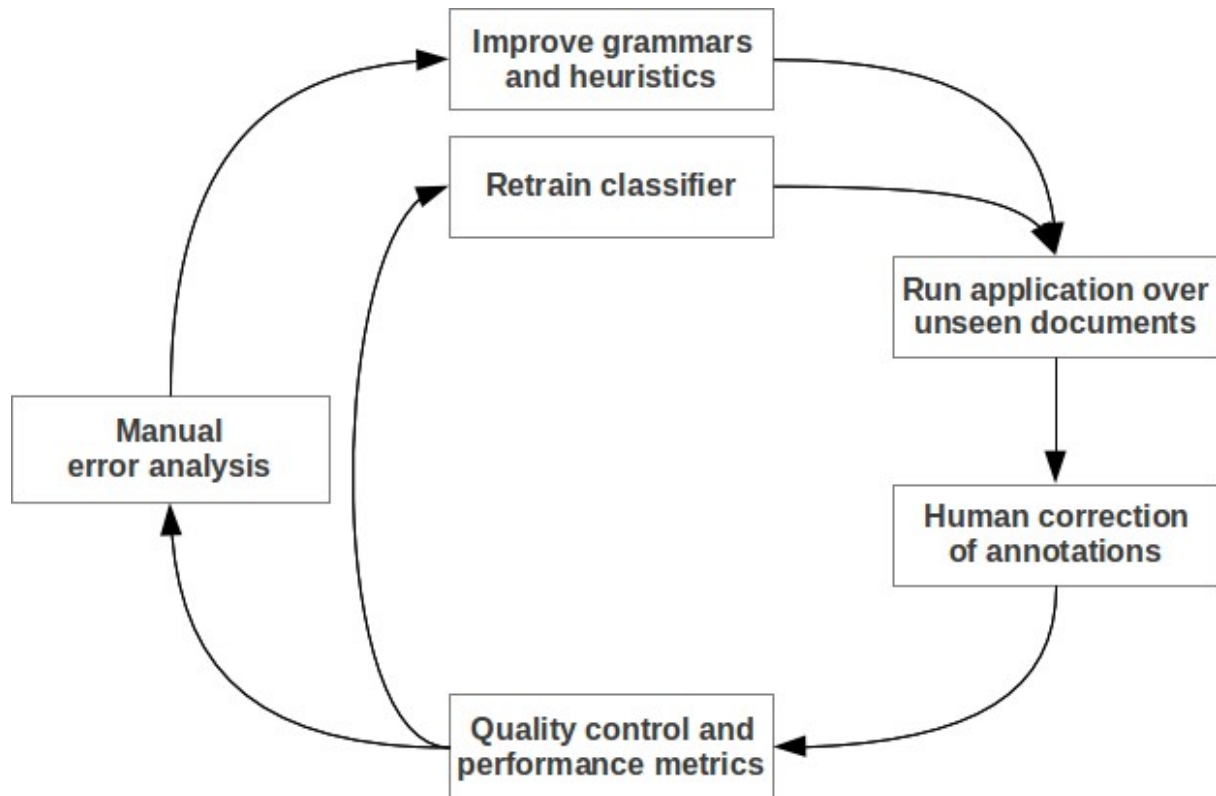 Improve grammars
and heuristics
Retrain classifier
Run application over
unseen documents
Manual
error analysis
Human correction
of annotations
Quality control and
performance metrics